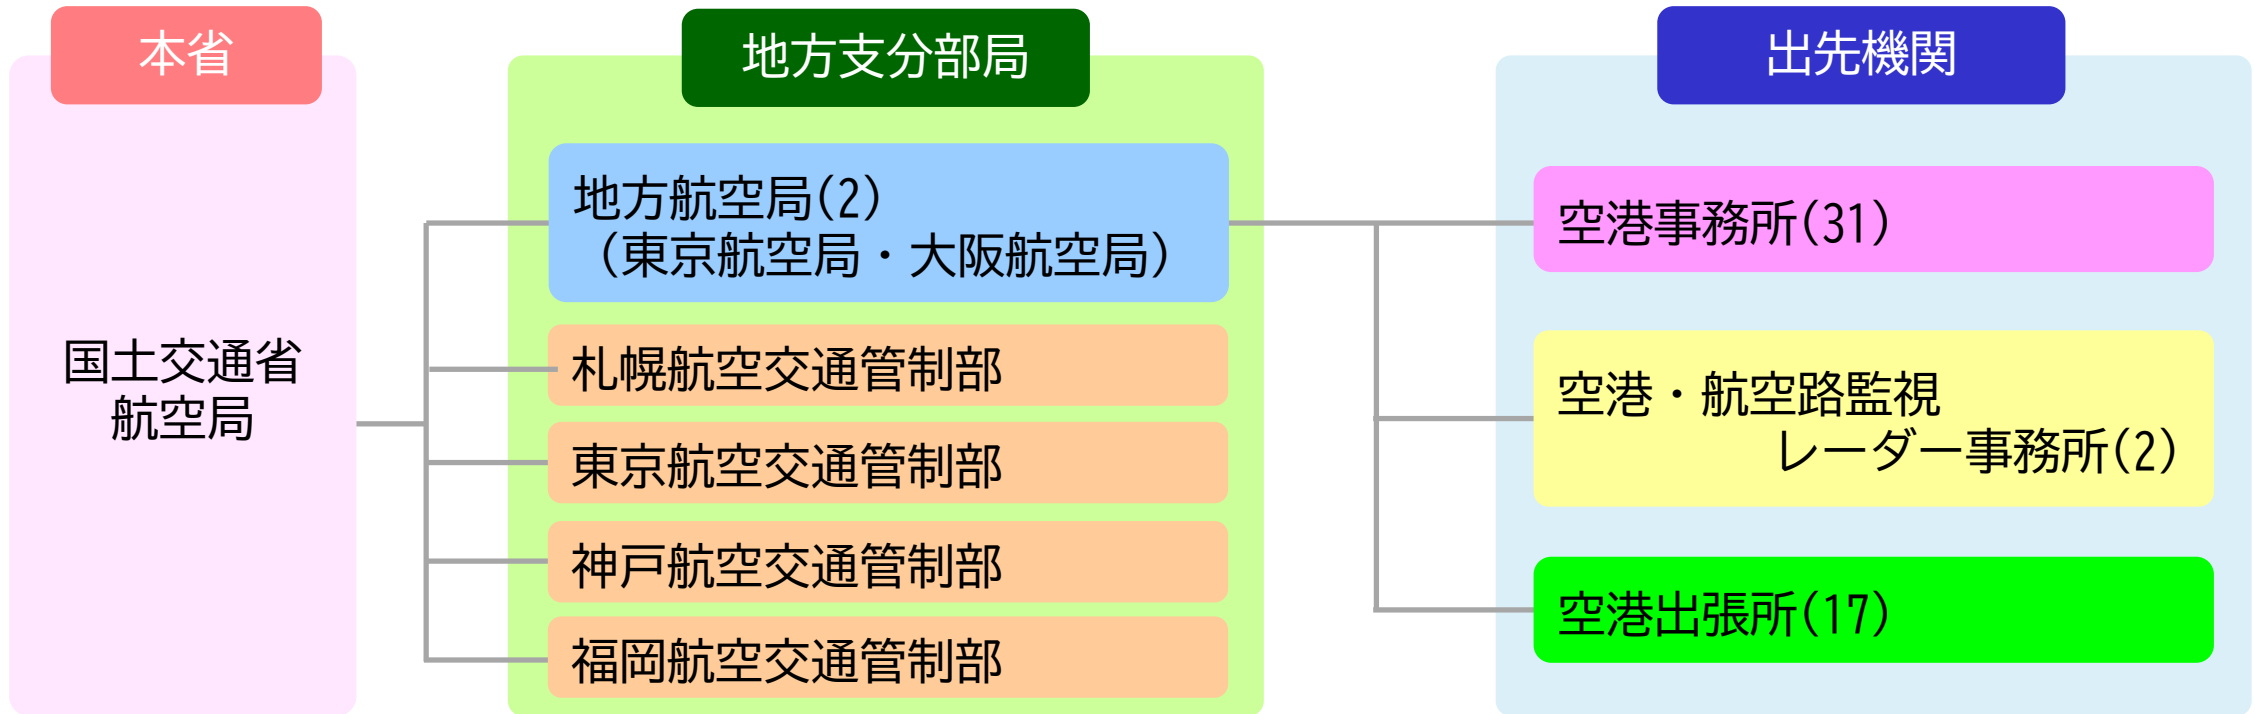 本省
国土交通省
航空局
地方支分部局
地方航空局(2)
（東京航空局・大阪航空局）
札幌航空交通管制部
東京航空交通管制部
神戸航空交通管制部
福岡航空交通管制部
出先機関
空港事務所(31)
空港・航空路監視
レーダー事務所(2)
空港出張所(17)